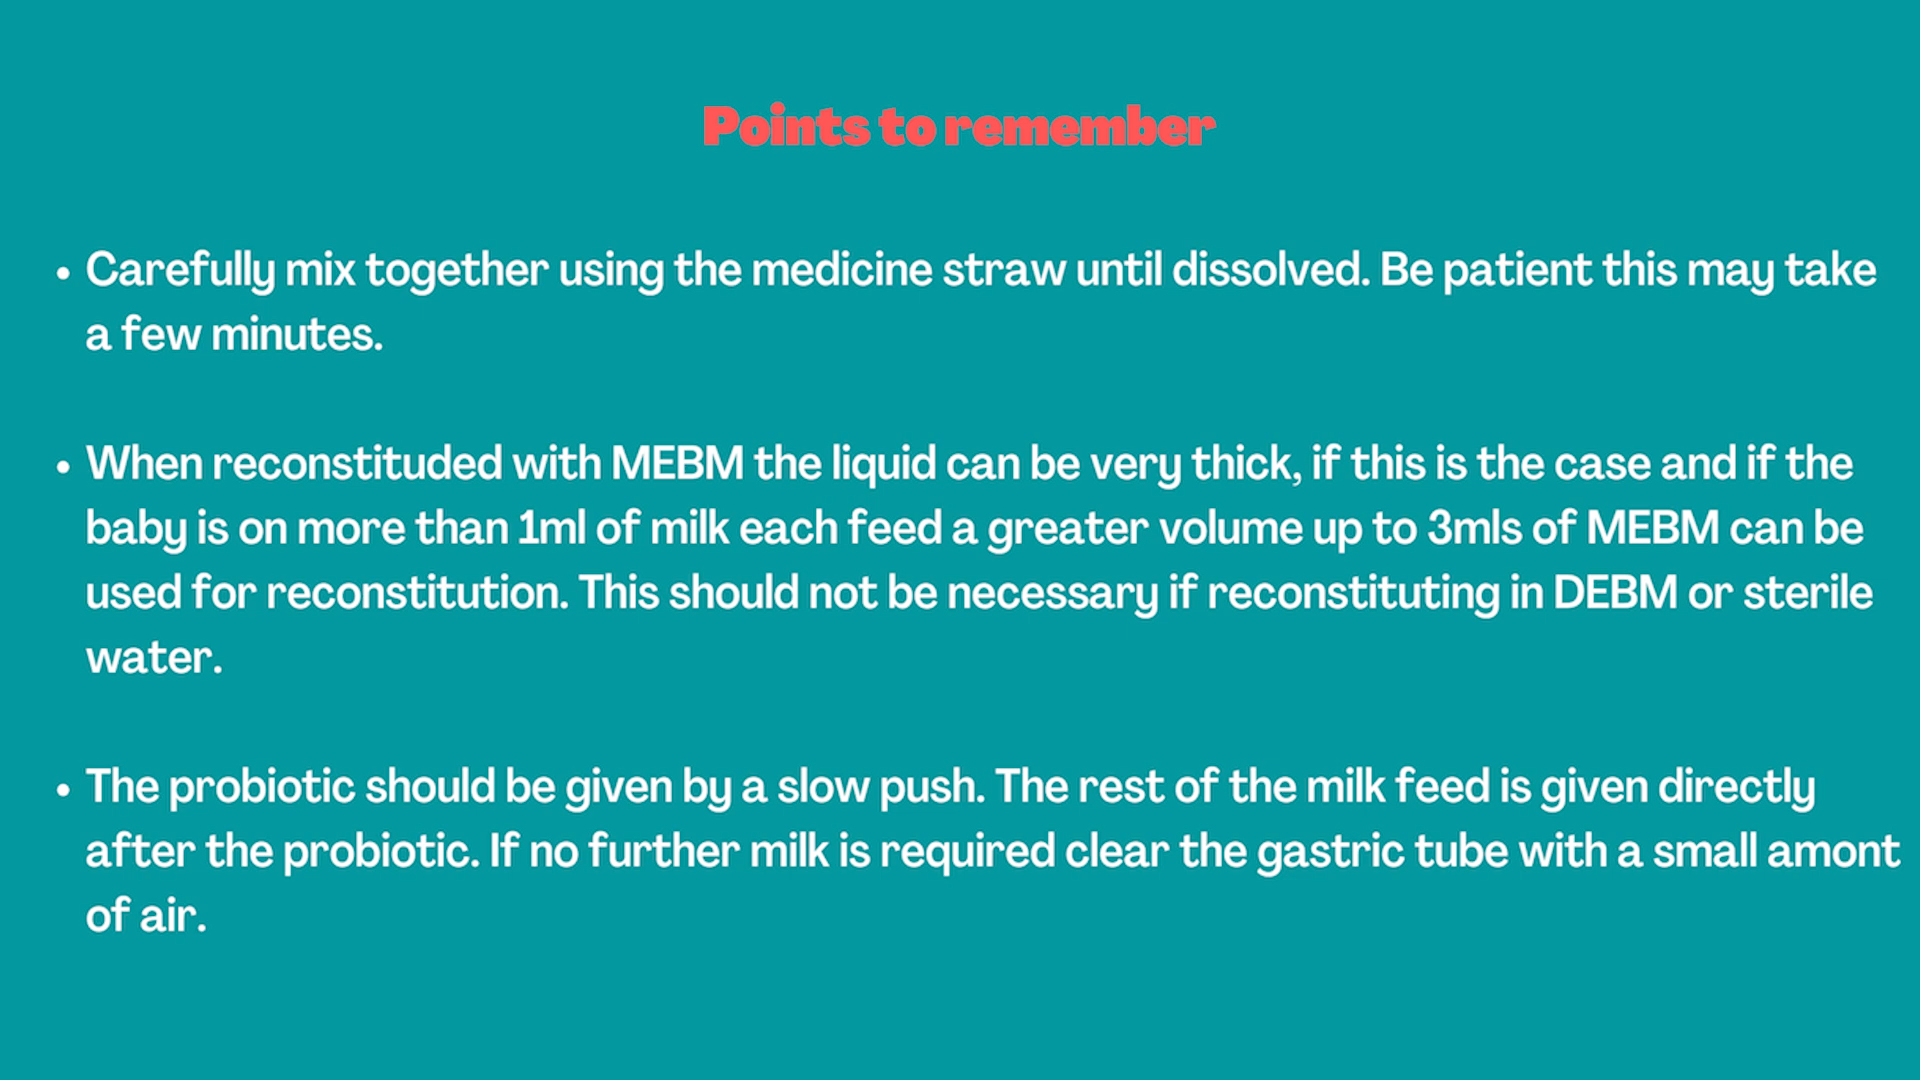 Points to remember
• Carefully mix together using the medicine straw until dissolved. Be patient this may take
a few minutes.
• When reconstituded with MEBM the liquid can be very thick, if this is the case and if the
baby is on more than 1ml of milk each feed a greater volume up to 3mls of MEBM can be
used for reconstitution. This should not be necessary if reconstituting in DEBM or sterile
water.
• The probiotic should be given by a slow push. The rest of the milk feed is given directly
after the probiotic. If no further milk is required clear the gastric tube with a small amont
of air.